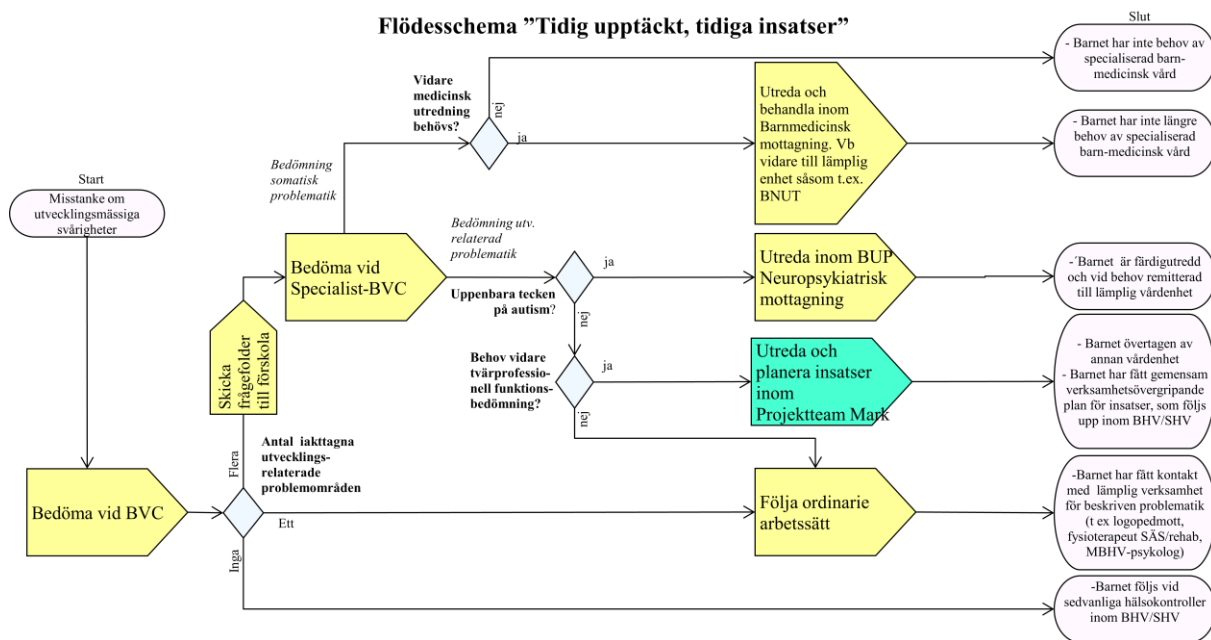 Flödesschema ”Tidig upptäckt, tidiga insatser”
Slut
- Barnet har inte behov av
specialiserad barn-
medicinsk vård
Vidare
medicinsk
utredning
behövs?
nej
ja
Utreda och
behandla inom
Barnmedicinsk
mottagning. Vb
vidare till lämplig
enhet såsom t.ex.
BNUT
- Barnet har inte längre
behov av specialiserad
barn-medicinsk vård
Bedömning
somatisk
problematik
Start
Misstanke om
utvecklingsmässiga
svårigheter
Bedöma vid
Specialist-BVC
Bedömning utv.
relaterad
problematik
Uppenbara tecken
på autism?
ja
nej
Utreda inom BUP
Neuropsykiatrisk
mottagning
-´Barnet är färdigutredd
och vid behov remitterad
till lämplig vårdenhet
Skicka
frågefolder
till förskola
Behov vidare
tvärprofessio-
nell funktions-
bedömning?
ja
nej
Utreda och
planera insatser
inom
Projektteam Mark
- Barnet övertagen av
annan vårdenhet
- Barnet har fått gemensam
verksamhetsövergripande
plan för insatser, som följs
upp inom BHV/SHV
Bedöma vid BVC
Flera
Antal iakttagna
utvecklings-
relaterade
problemområden
Ett
Inga
Följa ordinarie
arbetssätt
-Barnet har fått kontakt
med lämplig verksamhet
för beskriven problematik
(t ex logopedmott,
fysioterapeut SÄS/rehab,
MBHV-psykolog)
-Barnet följs vid
sedvanliga hälsokontroller
inom BHV/SHV